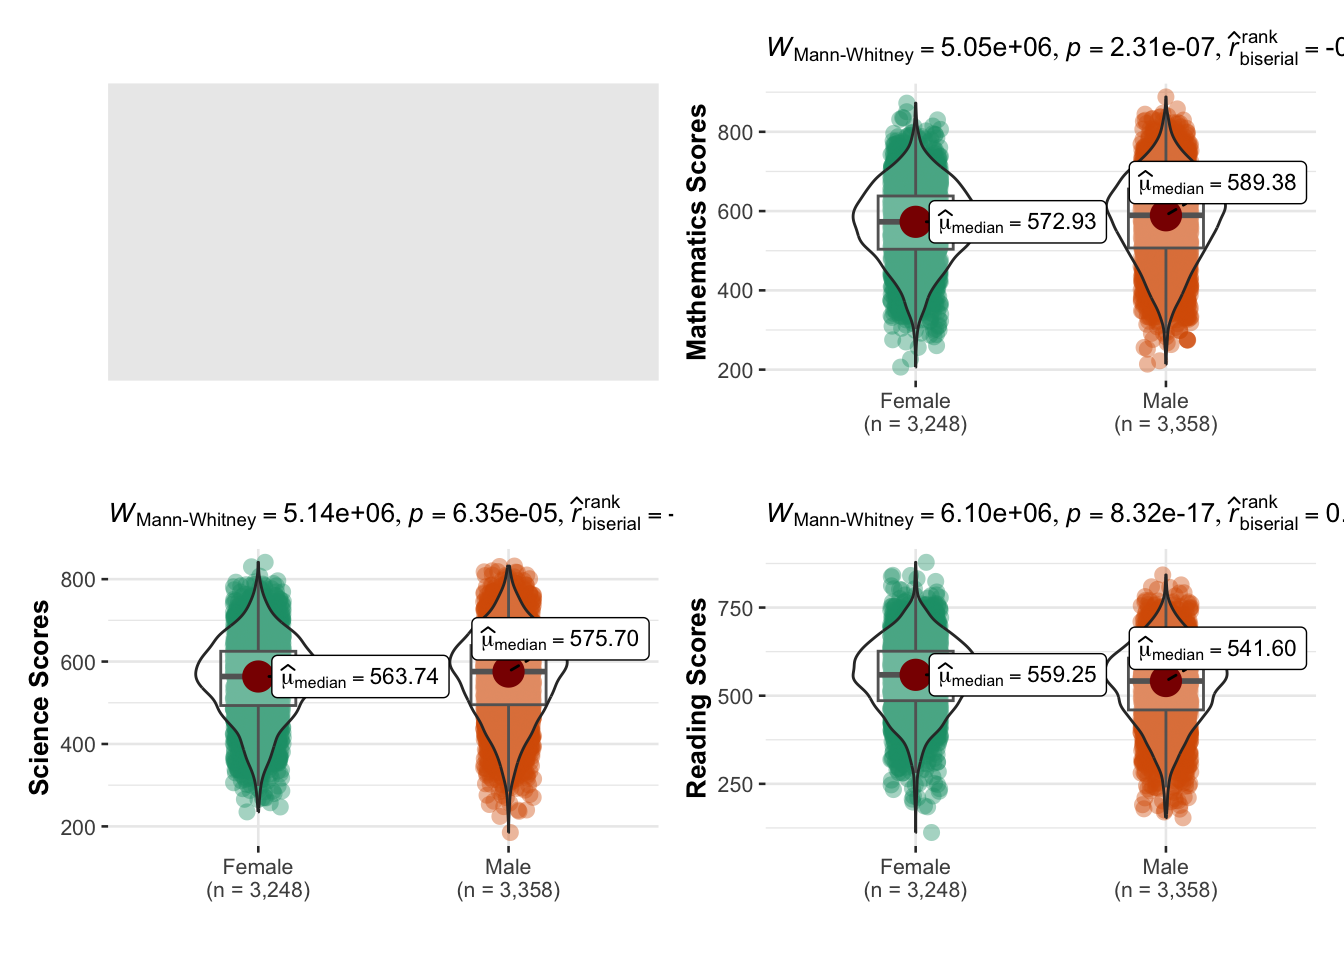 W Mann-Whitney = 5.05e+06, p = 2.31e-07, r̂ rank biserial = -0
Mathematics Scores
800
600
400
200
μ̂ median = 572.93
μ̂ median = 589.38
Female
(n = 3,248)
Male
(n = 3,358)
W Mann-Whitney = 5.14e+06, p = 6.35e-05, r̂ rank biserial = -
Science Scores
800
600
400
200
μ̂ median = 563.74
μ̂ median = 575.70
Female
(n = 3,248)
Male
(n = 3,358)
W Mann-Whitney = 6.10e+06, p = 8.32e-17, r̂ rank biserial = 0.
Reading Scores
750
500
250
μ̂ median = 559.25
μ̂ median = 541.60
Female
(n = 3,248)
Male
(n = 3,358)